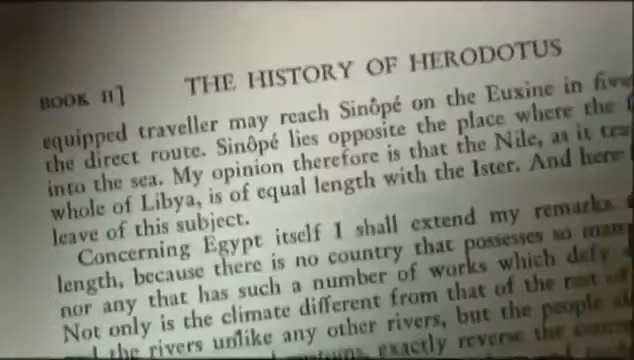 BOOK II] THE HISTORY OF HERODOTUS
equipped traveller may reach Sinôpé on the Euxine in five
the direct route. Sinôpé lies opposite the place where the
into the sea. My opinion therefore is that the Nile, as it
whole of Libya, is of equal length with the Ister. And here
leave of this subject.
Concerning Egypt itself I shall extend my remarks
length, because there is no country that possesses so
nor any that has such a number of works which defy
Not only is the climate different from that of the rest of
the rivers unlike any other rivers, but the people
exactly reverse the